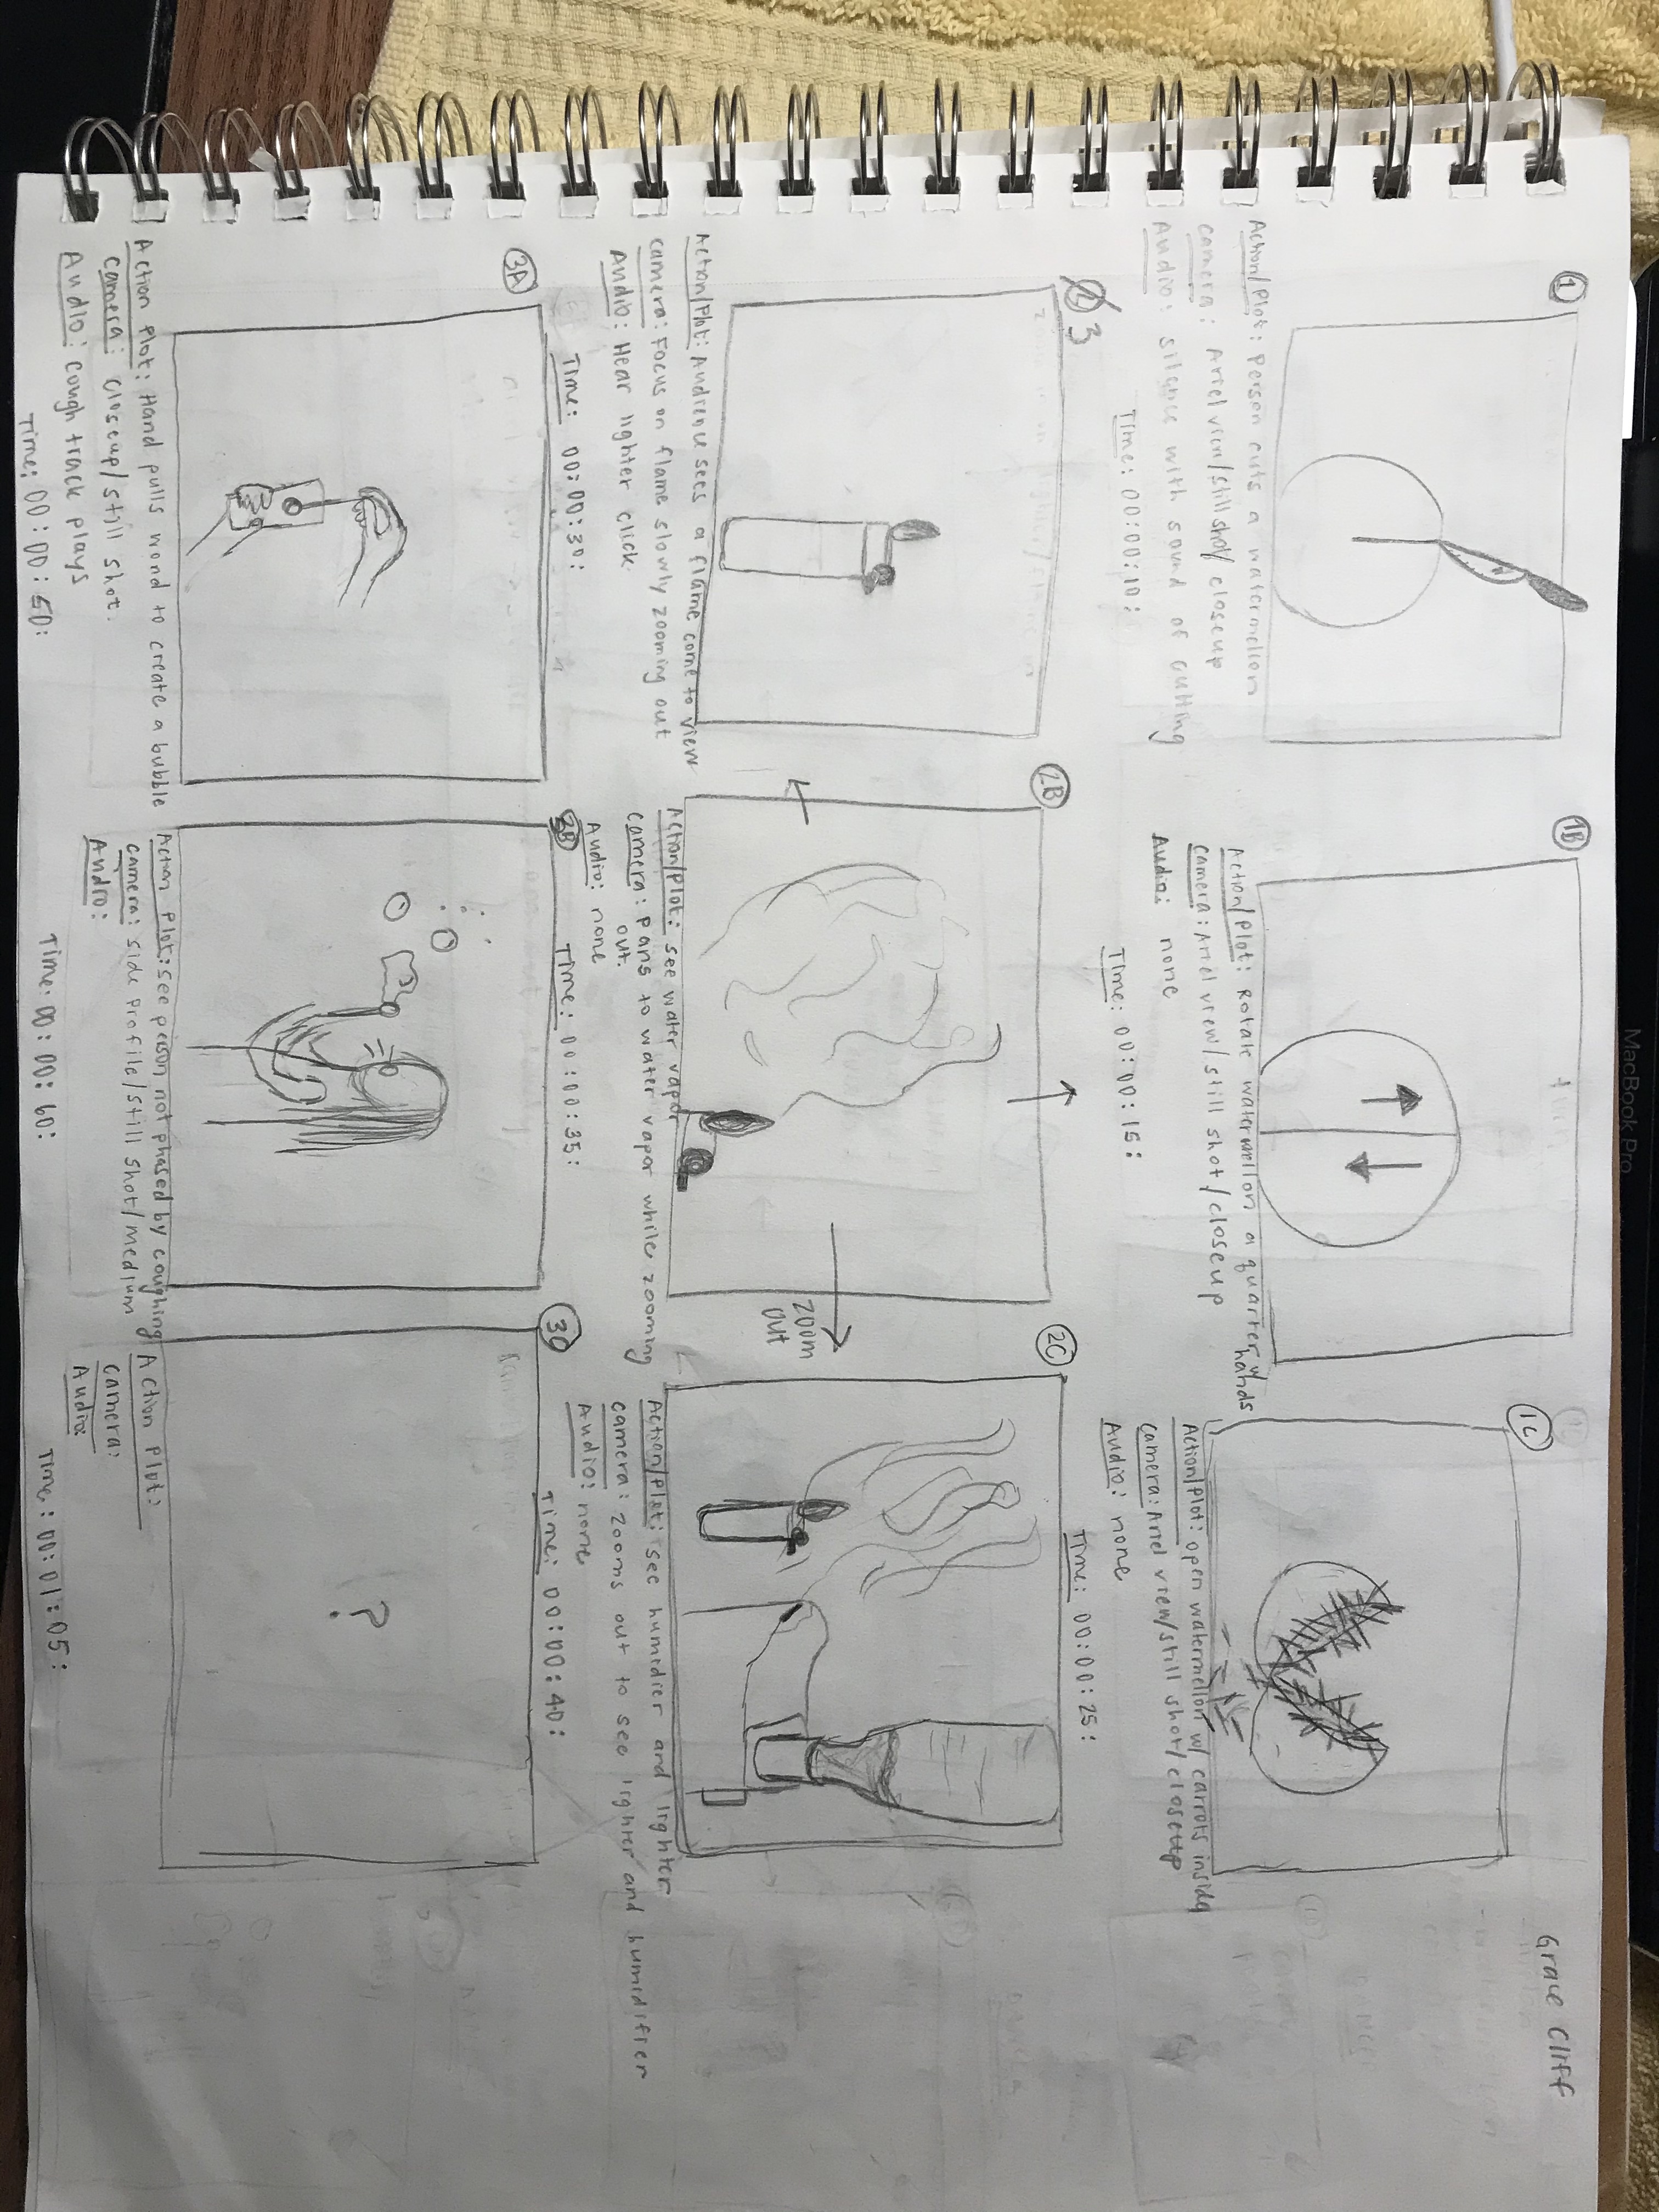 Grace Cliff
1
Action/Plot: Person cuts a watermellon
camera: Ariel view/still shot/closeup
Audio: silence with sound of cutting
Time: 00:00:10:
1B
Action/Plot: Rotate watermellon a quarter w/
hands
camera: Ariel view/still shot/closeup
Audio: none
Time: 00:00:15:
1C
Action/Plot: open watermellon w/ carrots inside
camera: Ariel view/still shot/closeup
Audio: none
Time: 00:00:25:
3
Action/Plot: Audience sees a flame come to view
camera: Focus on flame slowly zooming out
Audio: Hear lighter click
Time: 00:00:30:
2B
zoom
out
Action/Plot: see water vapor
camera: pans to water vapor while zooming
out.
Audio: none
Time: 00:00:35:
2C
Action/Plot: see humidier and lighter
camera: zooms out to see lighter and humidifier
Audio: none
Time: 00:00:40:
3A
Action Plot: Hand pulls wond to create a bubble
camera: closeup/still shot.
Audio: cough track plays
Time: 00:00:50:
3B
Action Plot: see person not phased by coughing
camera: side profile/still shot/medium
Audio:
Time: 00:00:60:
3C
?
Action Plot:
camera:
Audio:
Time: 00:01:05:
MacBook Pro